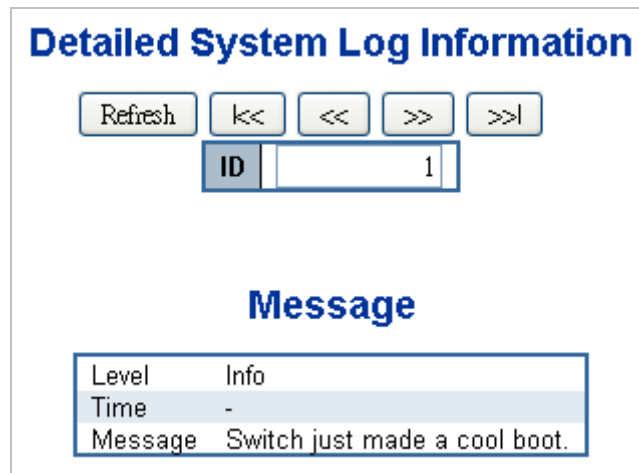 Detailed System Log Information
Refresh |<< << >> >>|
ID 1
Message
Level Info
Time -
Message Switch just made a cool boot.